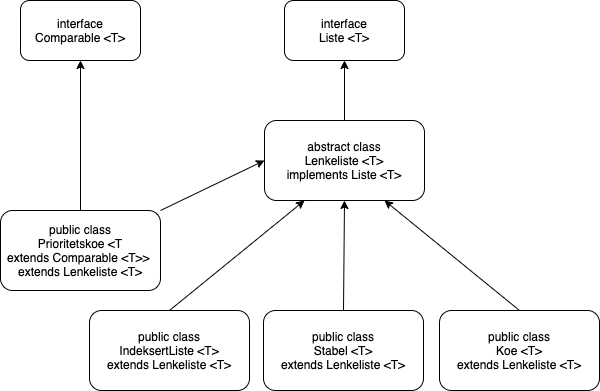 interface
Comparable <T>
interface
Liste <T>
abstract class
Lenkeliste <T>
implements Liste <T>
public class
Prioritetskoe <T
extends Comparable <T>>
extends Lenkeliste <T>
public class
IndeksertListe <T>
extends Lenkeliste <T>
public class
Stabel <T>
extends Lenkeliste <T>
public class
Koe <T>
extends Lenkeliste <T>